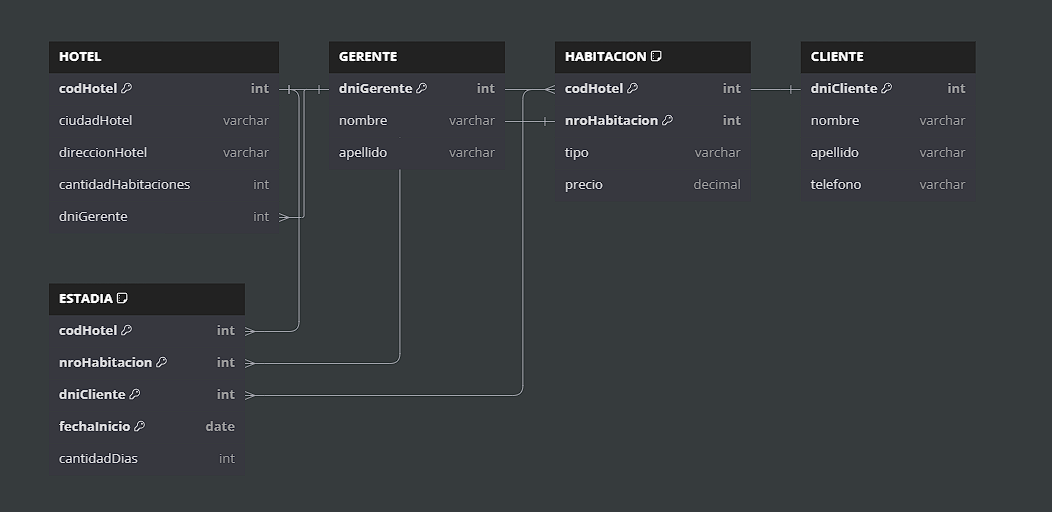 HOTEL
codHotel int
ciudadHotel varchar
direccionHotel varchar
cantidadHabitaciones int
dniGerente int
GERENTE
dniGerente int
nombre varchar
apellido varchar
HABITACION
codHotel int
nroHabitacion int
tipo varchar
precio decimal
CLIENTE
dniCliente int
nombre varchar
apellido varchar
telefono varchar
ESTADIA
codHotel int
nroHabitacion int
dniCliente int
fechaInicio date
cantidadDias int